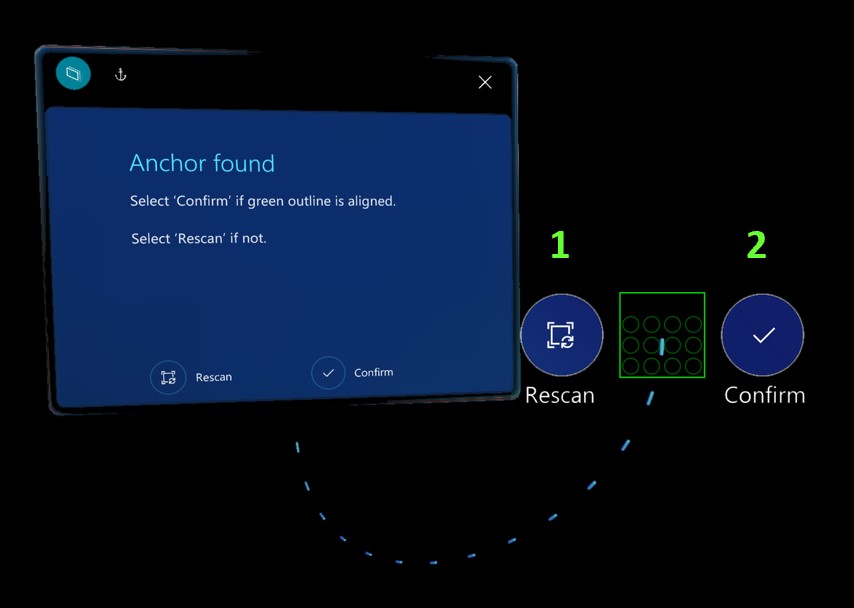 Anchor found
Select ‘Confirm’ if green outline is aligned.
Select ‘Rescan’ if not.
Rescan
Confirm
1
2
Rescan
Confirm